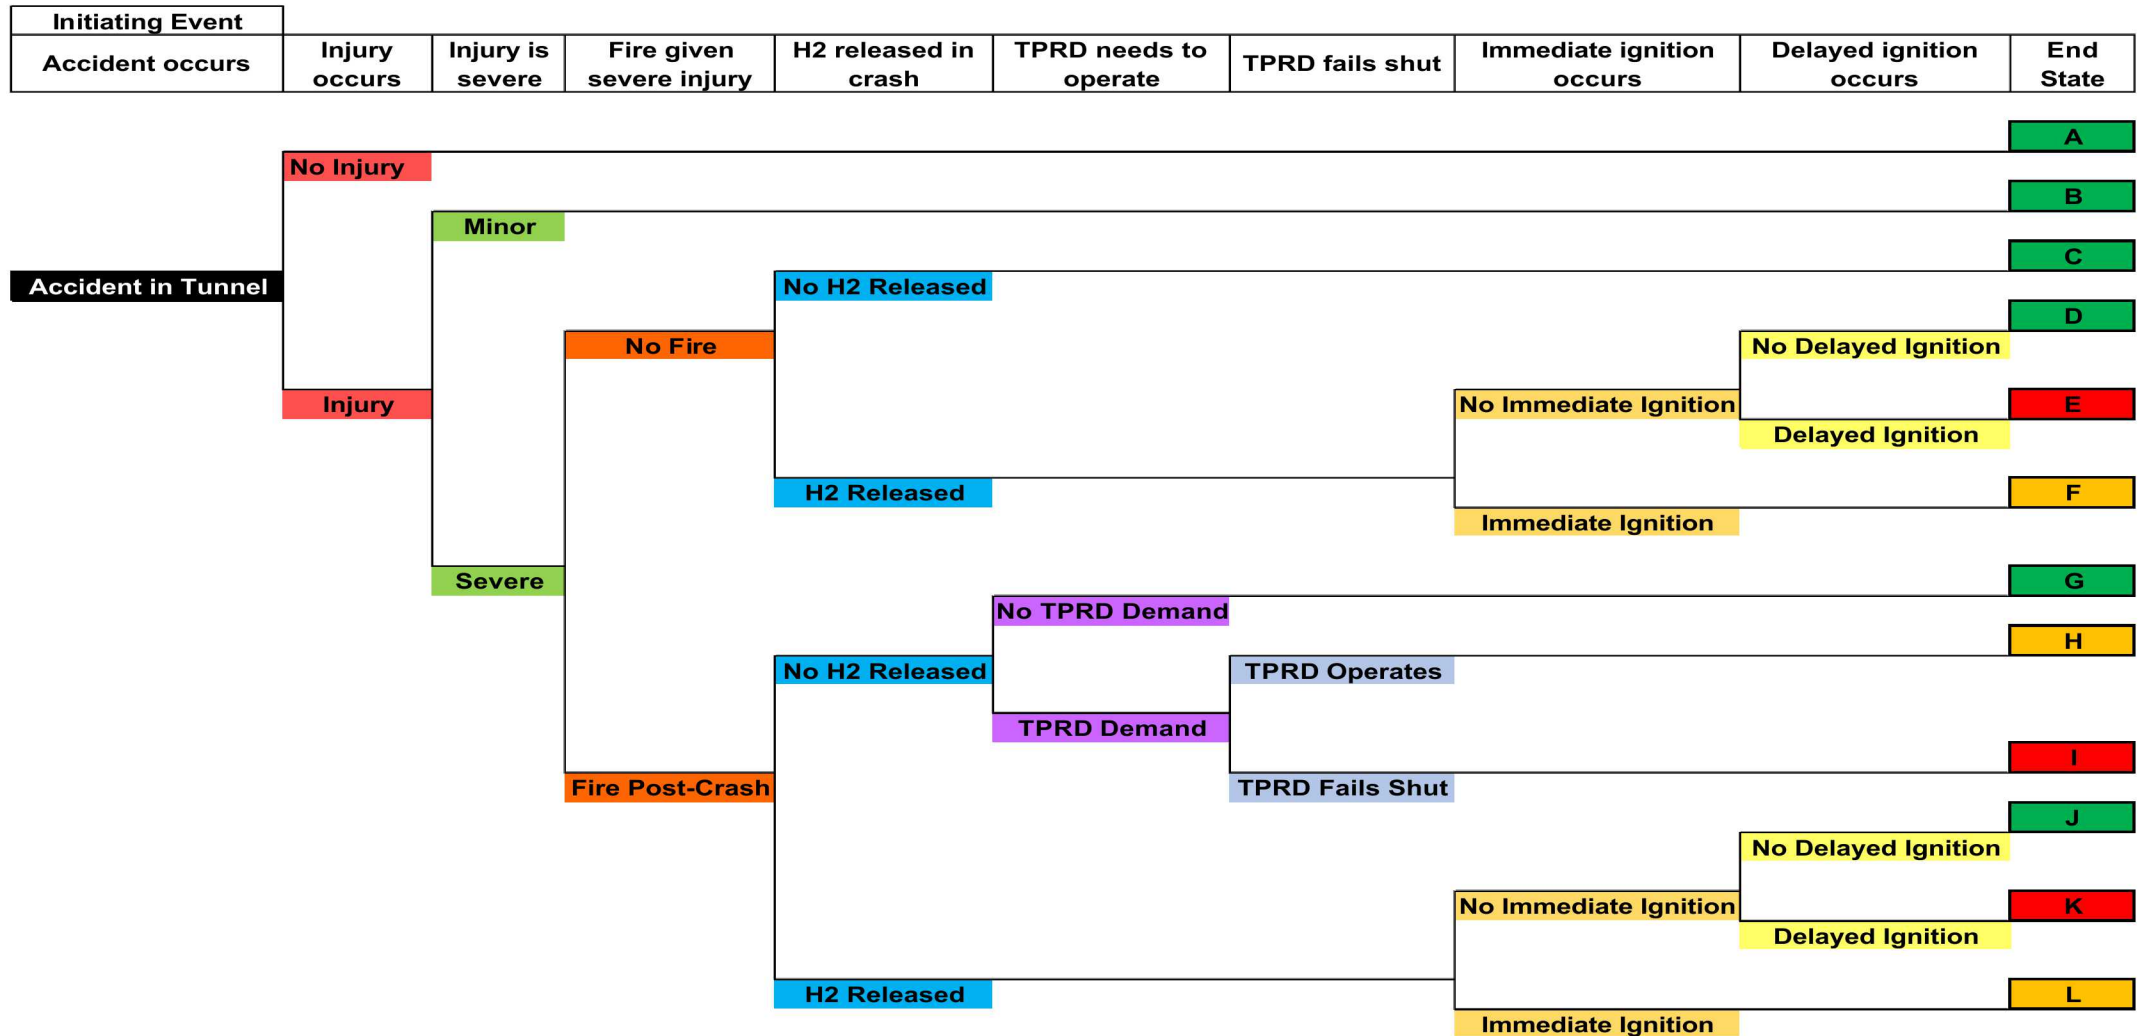 Initiating Event
Accident occurs
Injury
occurs
Injury is
severe
Fire given
severe injury
H2 released in
crash
TPRD needs to
operate
TPRD fails shut
Immediate ignition
occurs
Delayed ignition
occurs
End
State
A
No Injury
B
Minor
C
Accident in Tunnel
No H2 Released
D
No Fire
No Delayed Ignition
Injury
No Immediate Ignition
E
Delayed Ignition
H2 Released
F
Immediate Ignition
Severe
G
No TPRD Demand
H
No H2 Released
TPRD Operates
TPRD Demand
I
Fire Post-Crash
TPRD Fails Shut
J
No Delayed Ignition
No Immediate Ignition
K
Delayed Ignition
H2 Released
L
Immediate Ignition